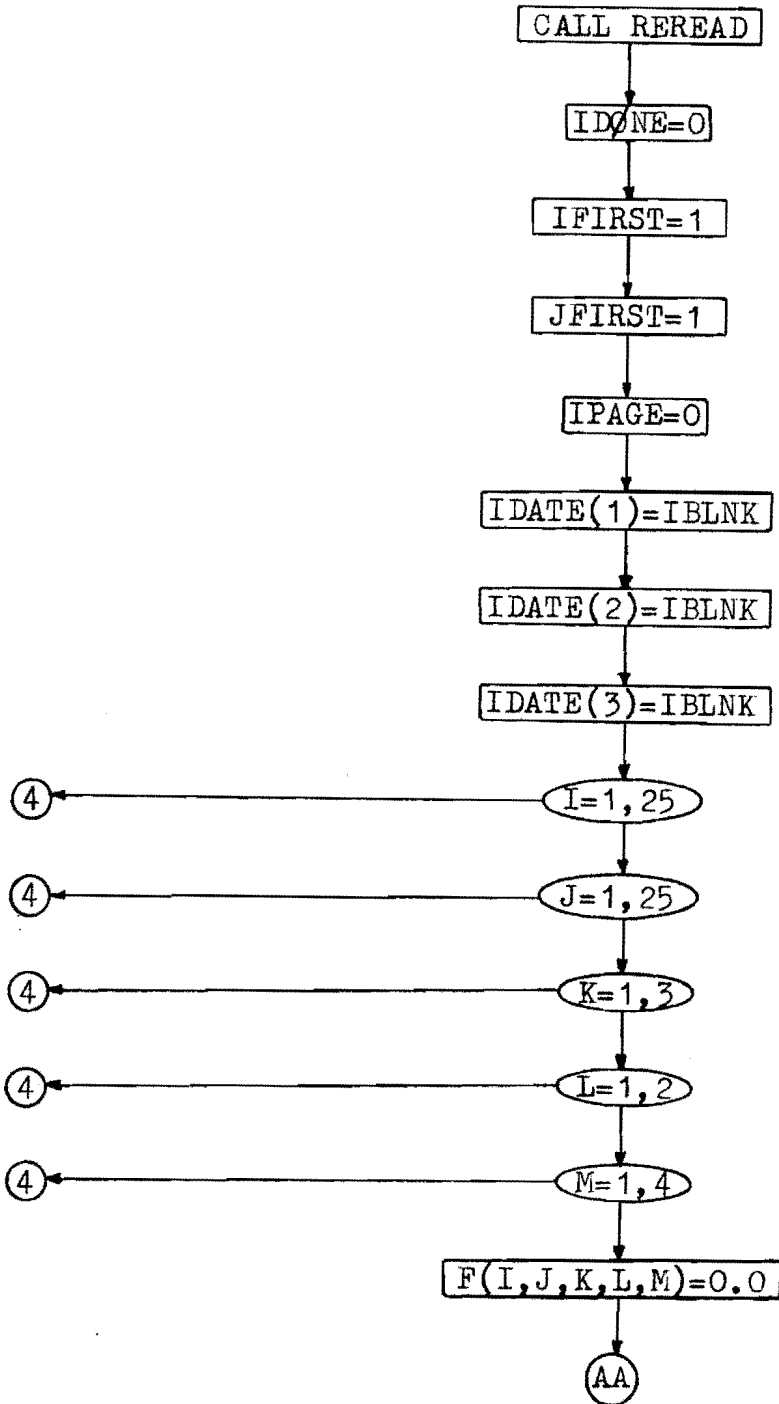 CALL REREAD
IDØNE=0
IFIRST=1
JFIRST=1
IPAGE=0
IDATE(1)=IBLNK
IDATE(2)=IBLNK
IDATE(3)=IBLNK
4 I=1,25
4 J=1,25
4 K=1,3
4 L=1,2
4 M=1,4
F(I,J,K,L,M)=0.0
AA